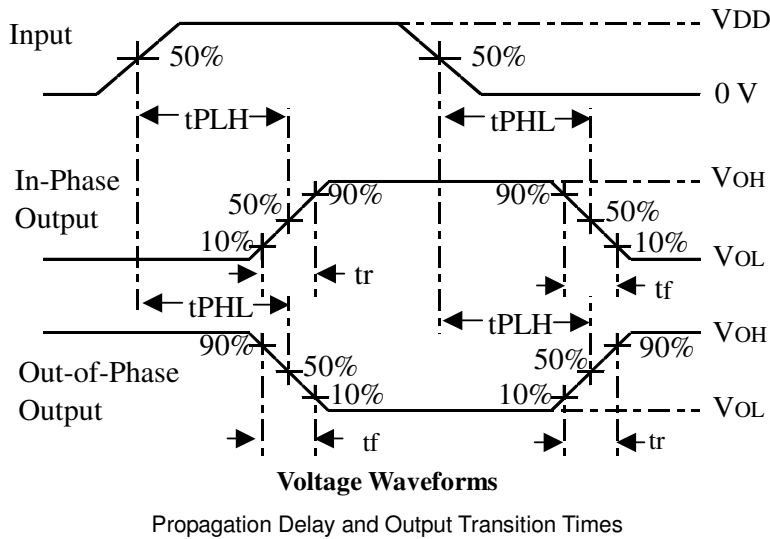 Input
50%
50%
VDD
0 V
tPLH
tPHL
In-Phase
Output
90%
50%
10%
90%
50%
10%
VOH
VOL
tr
tf
tPHL
tPLH
Out-of-Phase
Output
90%
50%
10%
90%
50%
10%
VOH
VOL
tf
tr
Voltage Waveforms
Propagation Delay and Output Transition Times